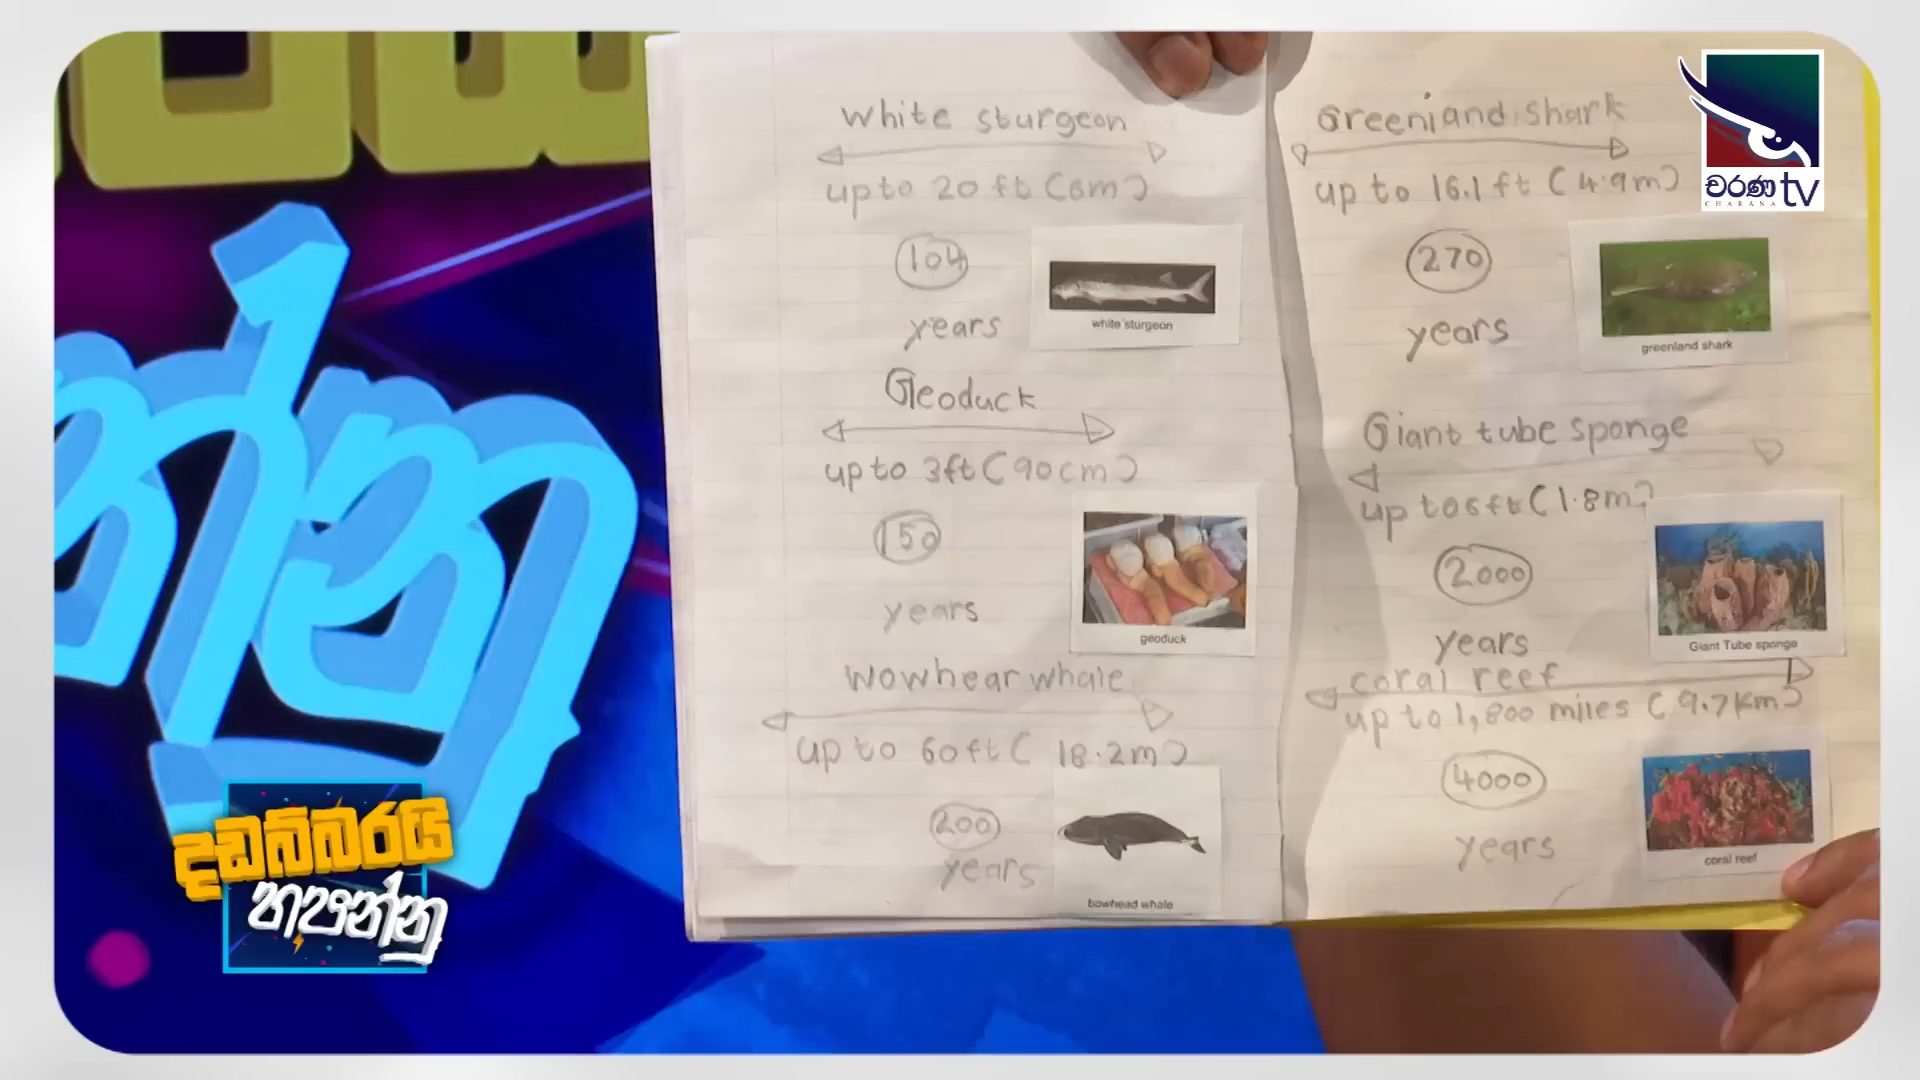 white sturgeon
up to 20 ft (6m)
104
years
white sturgeon
Geoduck
up to 3ft (90cm)
150
years
geoduck
wowhear whale
up to 60ft ( 18.2m)
200
years
bowhead whale
Greenland shark
up to 16.1 ft (4.9m)
270
years
greenland shark
Giant tube sponge
up to 6ft (1.8m)
2000
years
Giant Tube sponge
coral reef
up to 1,800 miles (9.7km)
4000
years
coral reef
චරණ tv
CHARANA
දඩබ්බරයි
හපන්නු